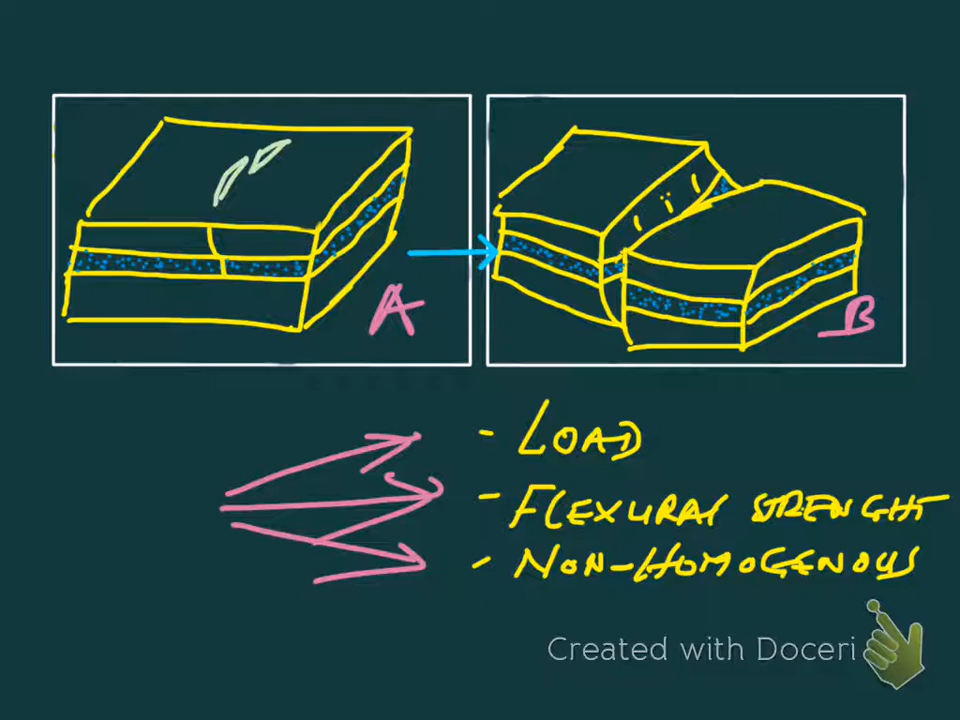 A
B
- LOAD
- FLEXURAL STRENGHT
- NON-HOMOGENOUS
Created with Doceri